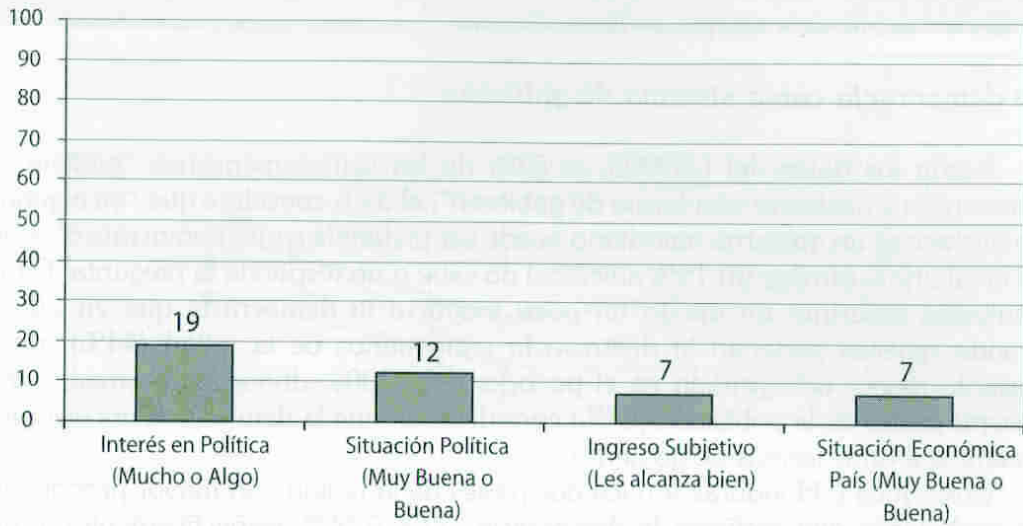 100
90
80
70
60
50
40
30
20
10
0
19
12
7
7
Interés en Política
(Mucho o Algo)
Situación Política
(Muy Buena o
Buena)
Ingreso Subjetivo
(Les alcanza bien)
Situación Económica
País (Muy Buena o
Buena)